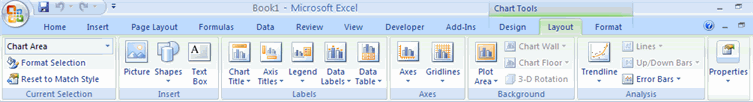 Book1 - Microsoft Excel
Chart Tools
Home Insert Page Layout Formulas Data Review View Developer Add-Ins Design Layout Format
Chart Area
Format Selection
Reset to Match Style
Current Selection
Picture
Shapes
Text
Box
Insert
Chart
Title
Axis
Titles
Legend
Data
Labels
Data
Table
Labels
Axes
Gridlines
Axes
Plot
Area
Chart Wall
Chart Floor
3-D Rotation
Background
Trendline
Lines
Up/Down Bars
Error Bars
Analysis
Properties